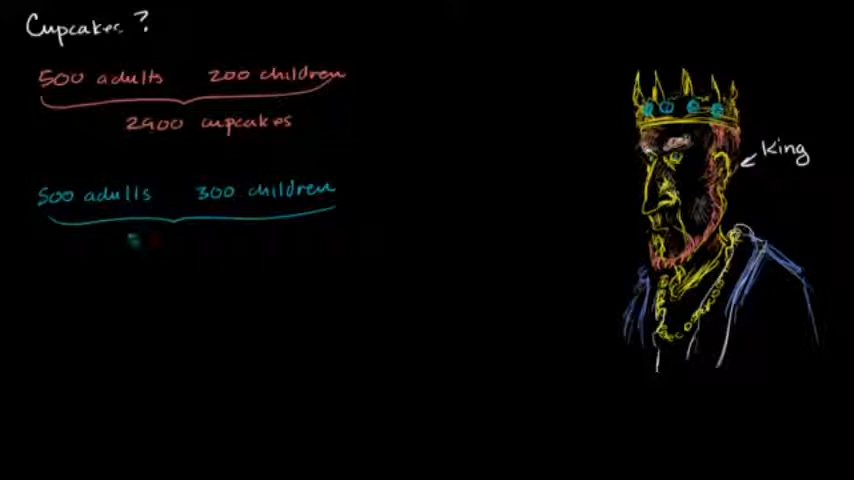 Cupcakes?
500 adults 200 children
2900 cupcakes
King
500 adults 300 children